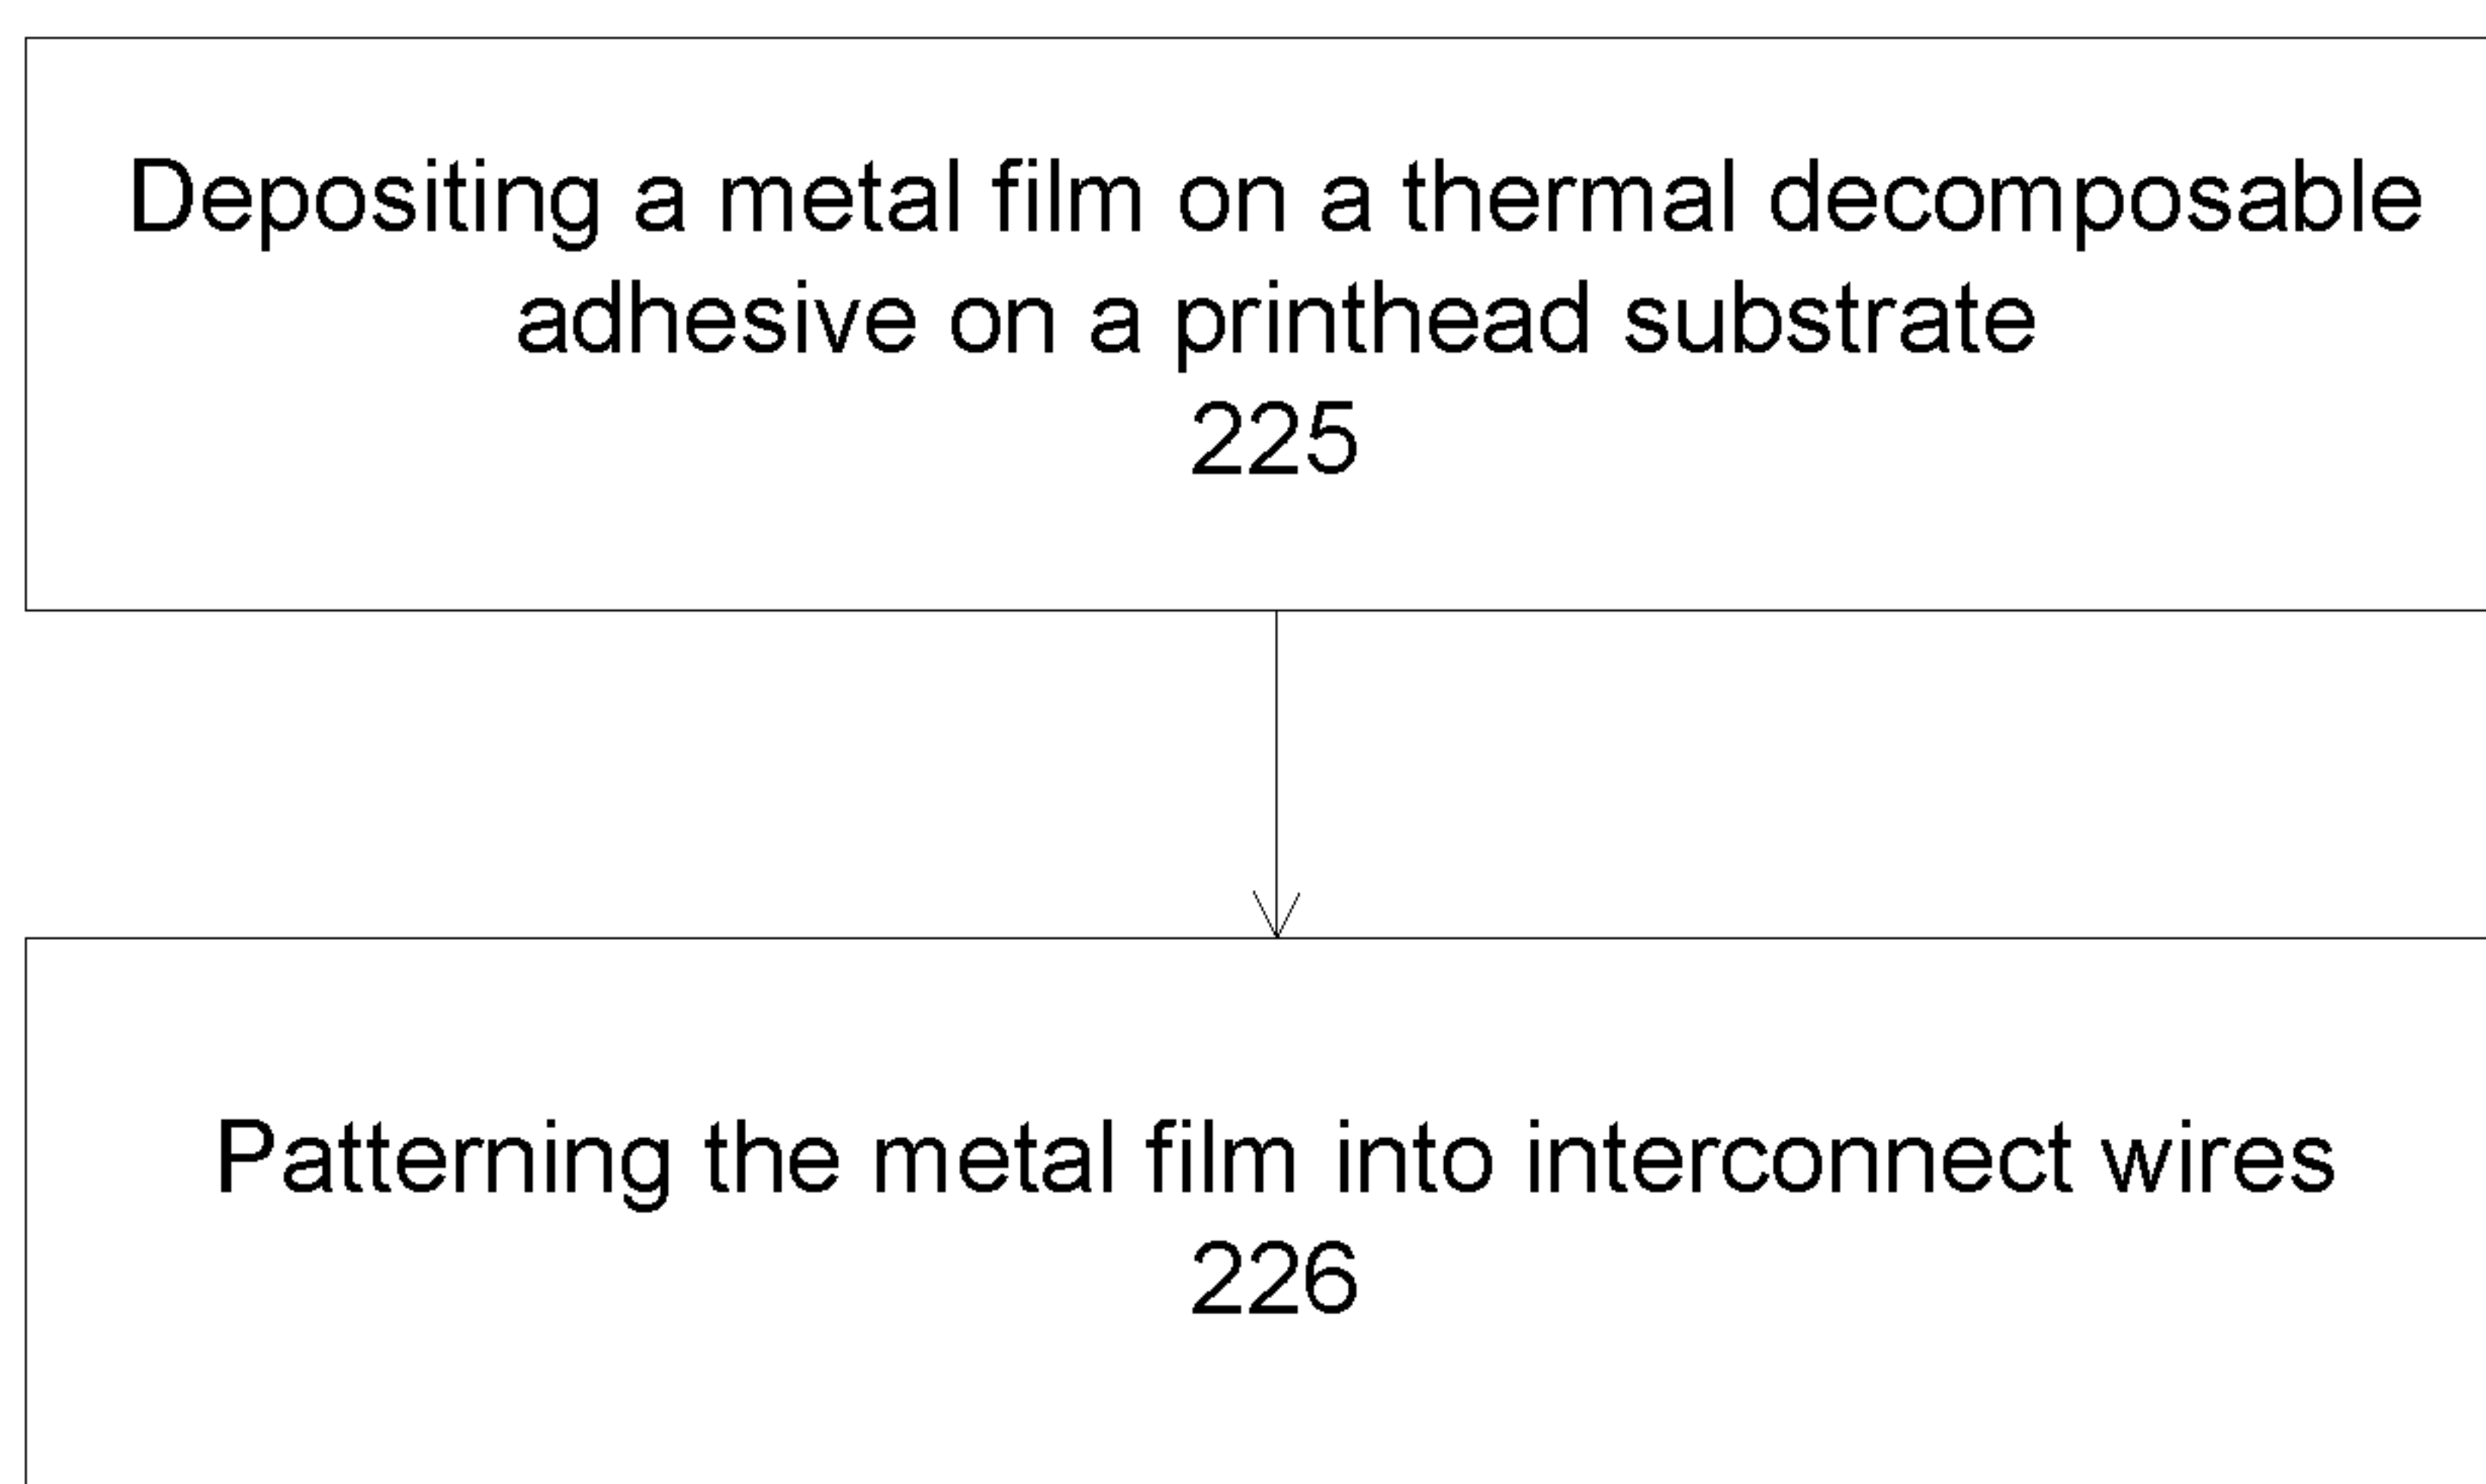 Depositing a metal film on a thermal decomposable
adhesive on a printhead substrate
225
Patterning the metal film into interconnect wires
226